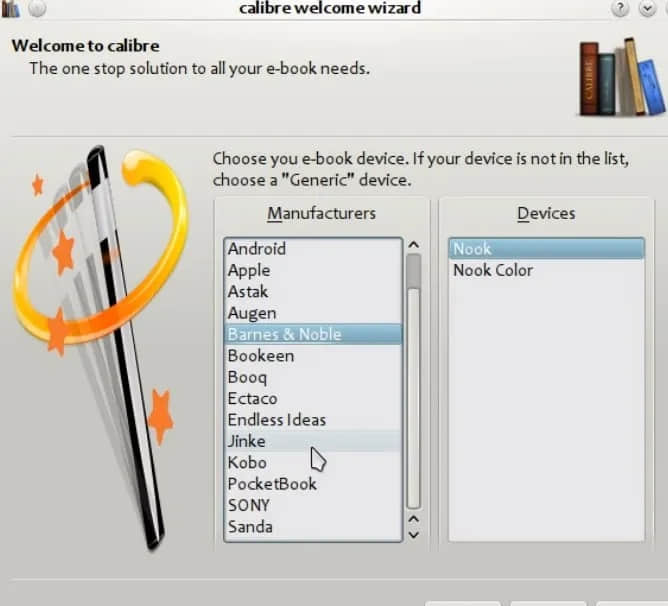 calibre welcome wizard
Welcome to calibre
The one stop solution to all your e-book needs.
CALIBRE
Choose you e-book device. If your device is not in the list,
choose a "Generic" device.
Manufacturers
Android
Apple
Astak
Augen
Barnes & Noble
Bookeen
Booq
Ectaco
Endless Ideas
Jinke
Kobo
PocketBook
SONY
Sanda
Devices
Nook
Nook Color